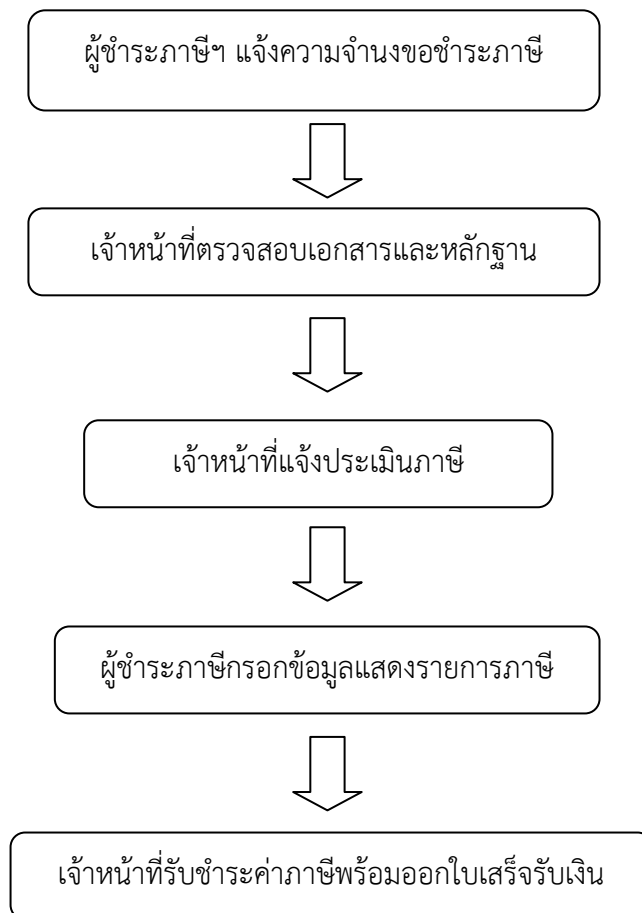 ผู้ชำระภาษีฯ แจ้งความจำนงขอชำระภาษี
เจ้าหน้าที่ตรวจสอบเอกสารและหลักฐาน
เจ้าหน้าที่แจ้งประเมินภาษี
ผู้ชำระภาษีกรอกข้อมูลแสดงรายการภาษี
เจ้าหน้าที่รับชำระค่าภาษีพร้อมออกใบเสร็จรับเงิน